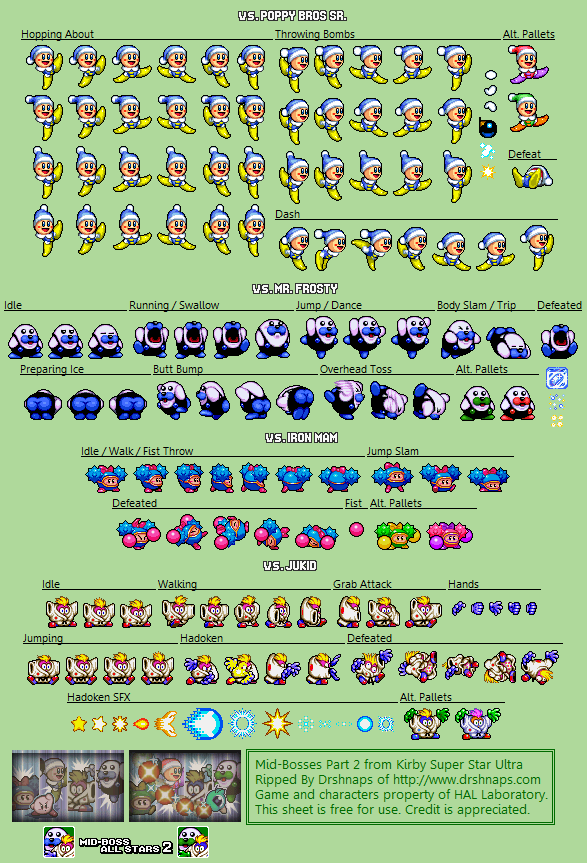 VS. POPPY BROS SR.
Hopping About
Throwing Bombs
Alt. Pallets
Defeat
Dash
VS. MR. FROSTY
Idle
Running / Swallow
Jump / Dance
Body Slam / Trip
Defeated
Preparing Ice
Butt Bump
Overhead Toss
Alt. Pallets
VS. IRON MAM
Idle / Walk / Fist Throw
Jump Slam
Defeated
Fist
Alt. Pallets
VS. JUKID
Idle
Walking
Grab Attack
Hands
Jumping
Hadoken
Defeated
Hadoken SFX
Alt. Pallets
Mid-Bosses Part 2 from Kirby Super Star Ultra
Ripped By Drshnaps of http://www.drshnaps.com
Game and characters property of HAL Laboratory.
This sheet is free for use. Credit is appreciated.
MID-BOSS
ALL STARS 2